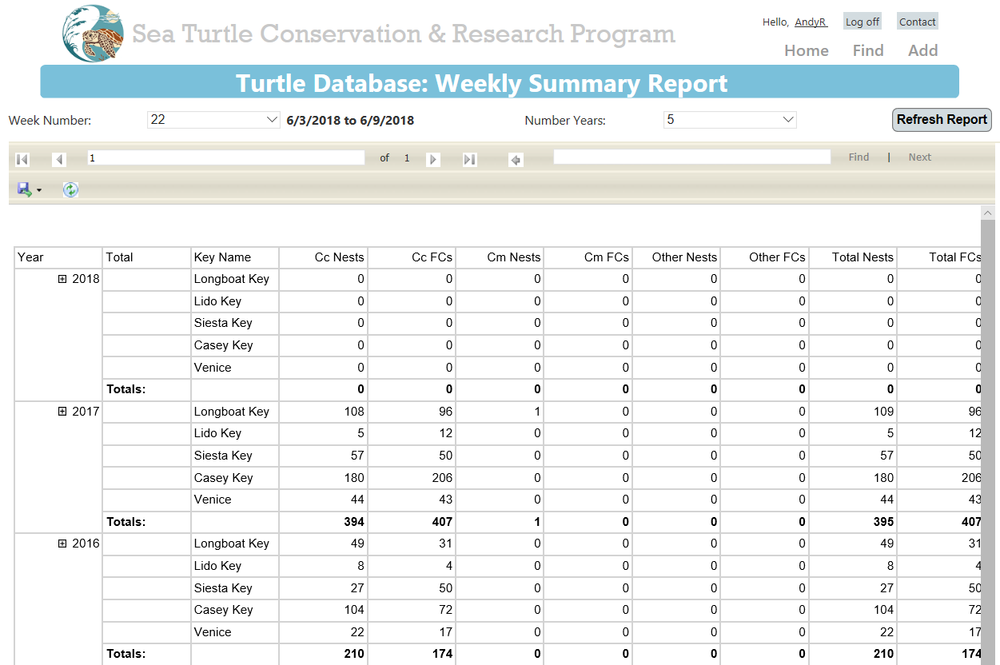 Sea Turtle Conservation & Research Program
Hello, AndyR Log off Contact
Home Find Add
Turtle Database: Weekly Summary Report
Week Number: 22 6/3/2018 to 6/9/2018 Number Years: 5 Refresh Report
1 of 1 Find | Next
Year Total Key Name Cc Nests Cc FCs Cm Nests Cm FCs Other Nests Other FCs Total Nests Total FCs
2018 Longboat Key 0 0 0 0 0 0 0 0
Lido Key 0 0 0 0 0 0 0 0
Siesta Key 0 0 0 0 0 0 0 0
Casey Key 0 0 0 0 0 0 0 0
Venice 0 0 0 0 0 0 0 0
Totals: 0 0 0 0 0 0 0 0
2017 Longboat Key 108 96 1 0 0 0 109 96
Lido Key 5 12 0 0 0 0 5 12
Siesta Key 57 50 0 0 0 0 57 50
Casey Key 180 206 0 0 0 0 180 206
Venice 44 43 0 0 0 0 44 43
Totals: 394 407 1 0 0 0 395 407
2016 Longboat Key 49 31 0 0 0 0 49 31
Lido Key 8 4 0 0 0 0 8 4
Siesta Key 27 50 0 0 0 0 27 50
Casey Key 104 72 0 0 0 0 104 72
Venice 22 17 0 0 0 0 22 17
Totals: 210 174 0 0 0 0 210 174